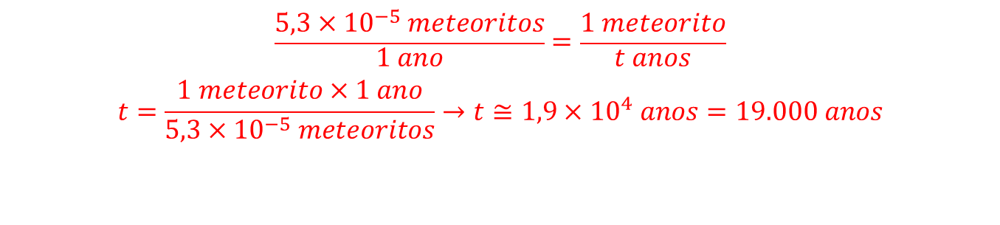 5,3 × 10⁻⁵ meteoritos / 1 ano = 1 meteorito / t anos
t = 1 meteorito × 1 ano / 5,3 × 10⁻⁵ meteoritos → t ≅ 1,9 × 10⁴ anos = 19.000 anos